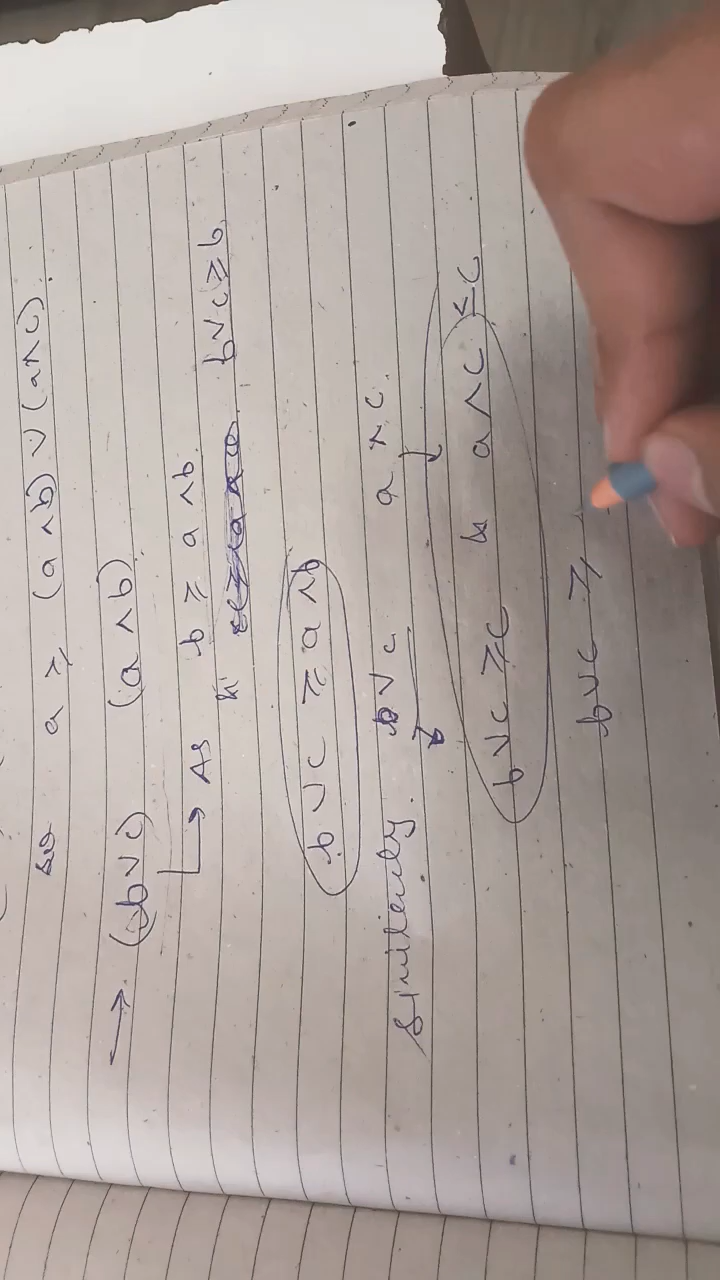 so a ≥ (a ∧ b) ∨ (a ∧ c).
→ (b ∨ c) (a ∧ b)
↳ As b ≥ a ∧ b
& b ∨ c ≥ b
b ∨ c ≥ a ∧ b
Similarly. b ∨ c a ∧ c.
b ∨ c ≥ c & a ∧ c ≤ c
b ∨ c ≥